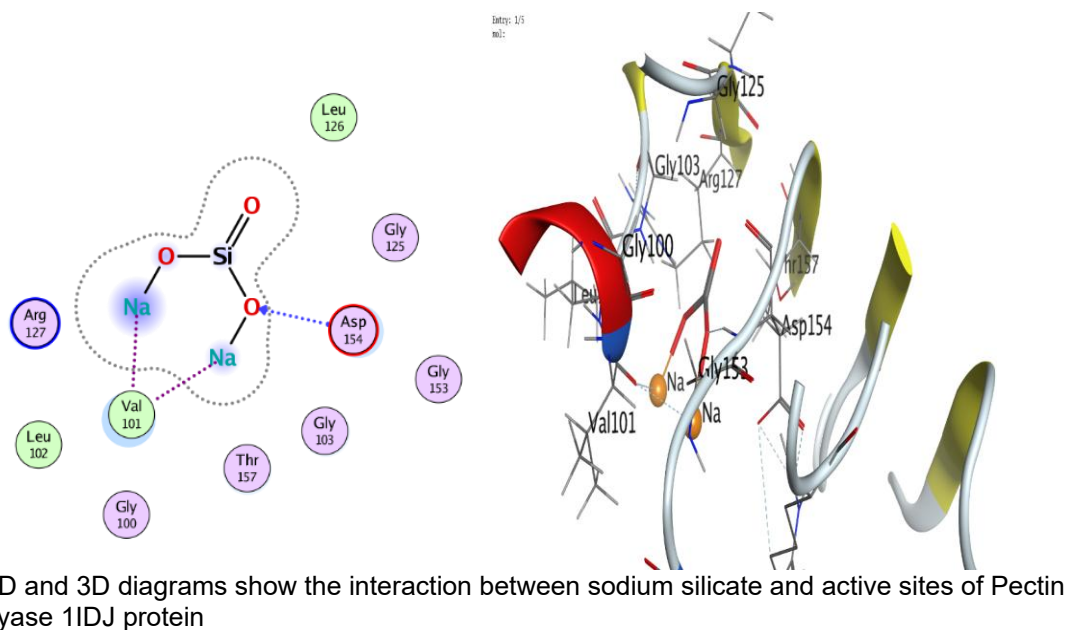 Entry: 1/5
mol:
Leu
126
O
O
Si
Gly
125
Na
O
Arg
127
Asp
154
Na
Gly
153
Val
101
Gly
103
Leu
102
Thr
157
Gly
100
Gly125
Gly103
Arg127
Gly100
hr157
Leu
Asp154
Gly153
Na
Na
Val101
D and 3D diagrams show the interaction between sodium silicate and active sites of Pectin
yase 1IDJ protein